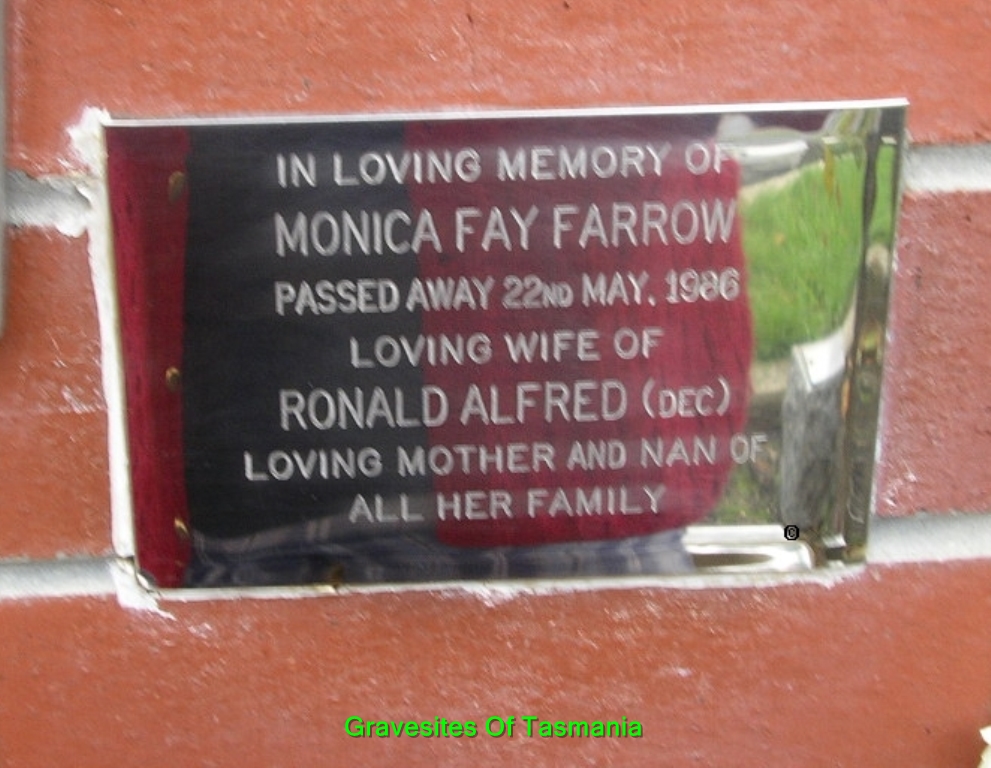 IN LOVING MEMORY OF
MONICA FAY FARROW
PASSED AWAY 22ND MAY, 1986
LOVING WIFE OF
RONALD ALFRED (DEC)
LOVING MOTHER AND NAN OF
ALL HER FAMILY
©
Gravesites Of Tasmania